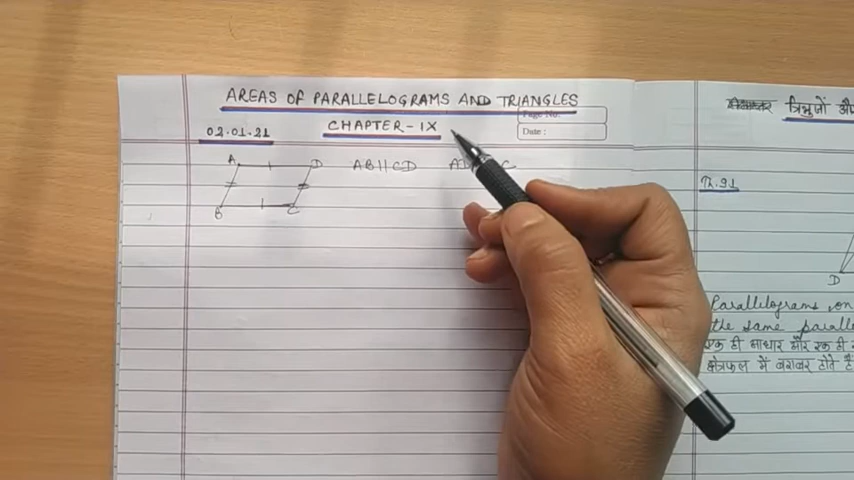 AREAS OF PARALLELOGRAMS AND TRIANGLES
Page No.
CHAPTER-IX
Date :
02.01.21
A D AB||CD
B C
त्रिभुजों
Th. 9.1
D
Parallelograms on
the same parallel
एक ही आधार और एक ही
क्षेत्रफल में बराबर होते हैं